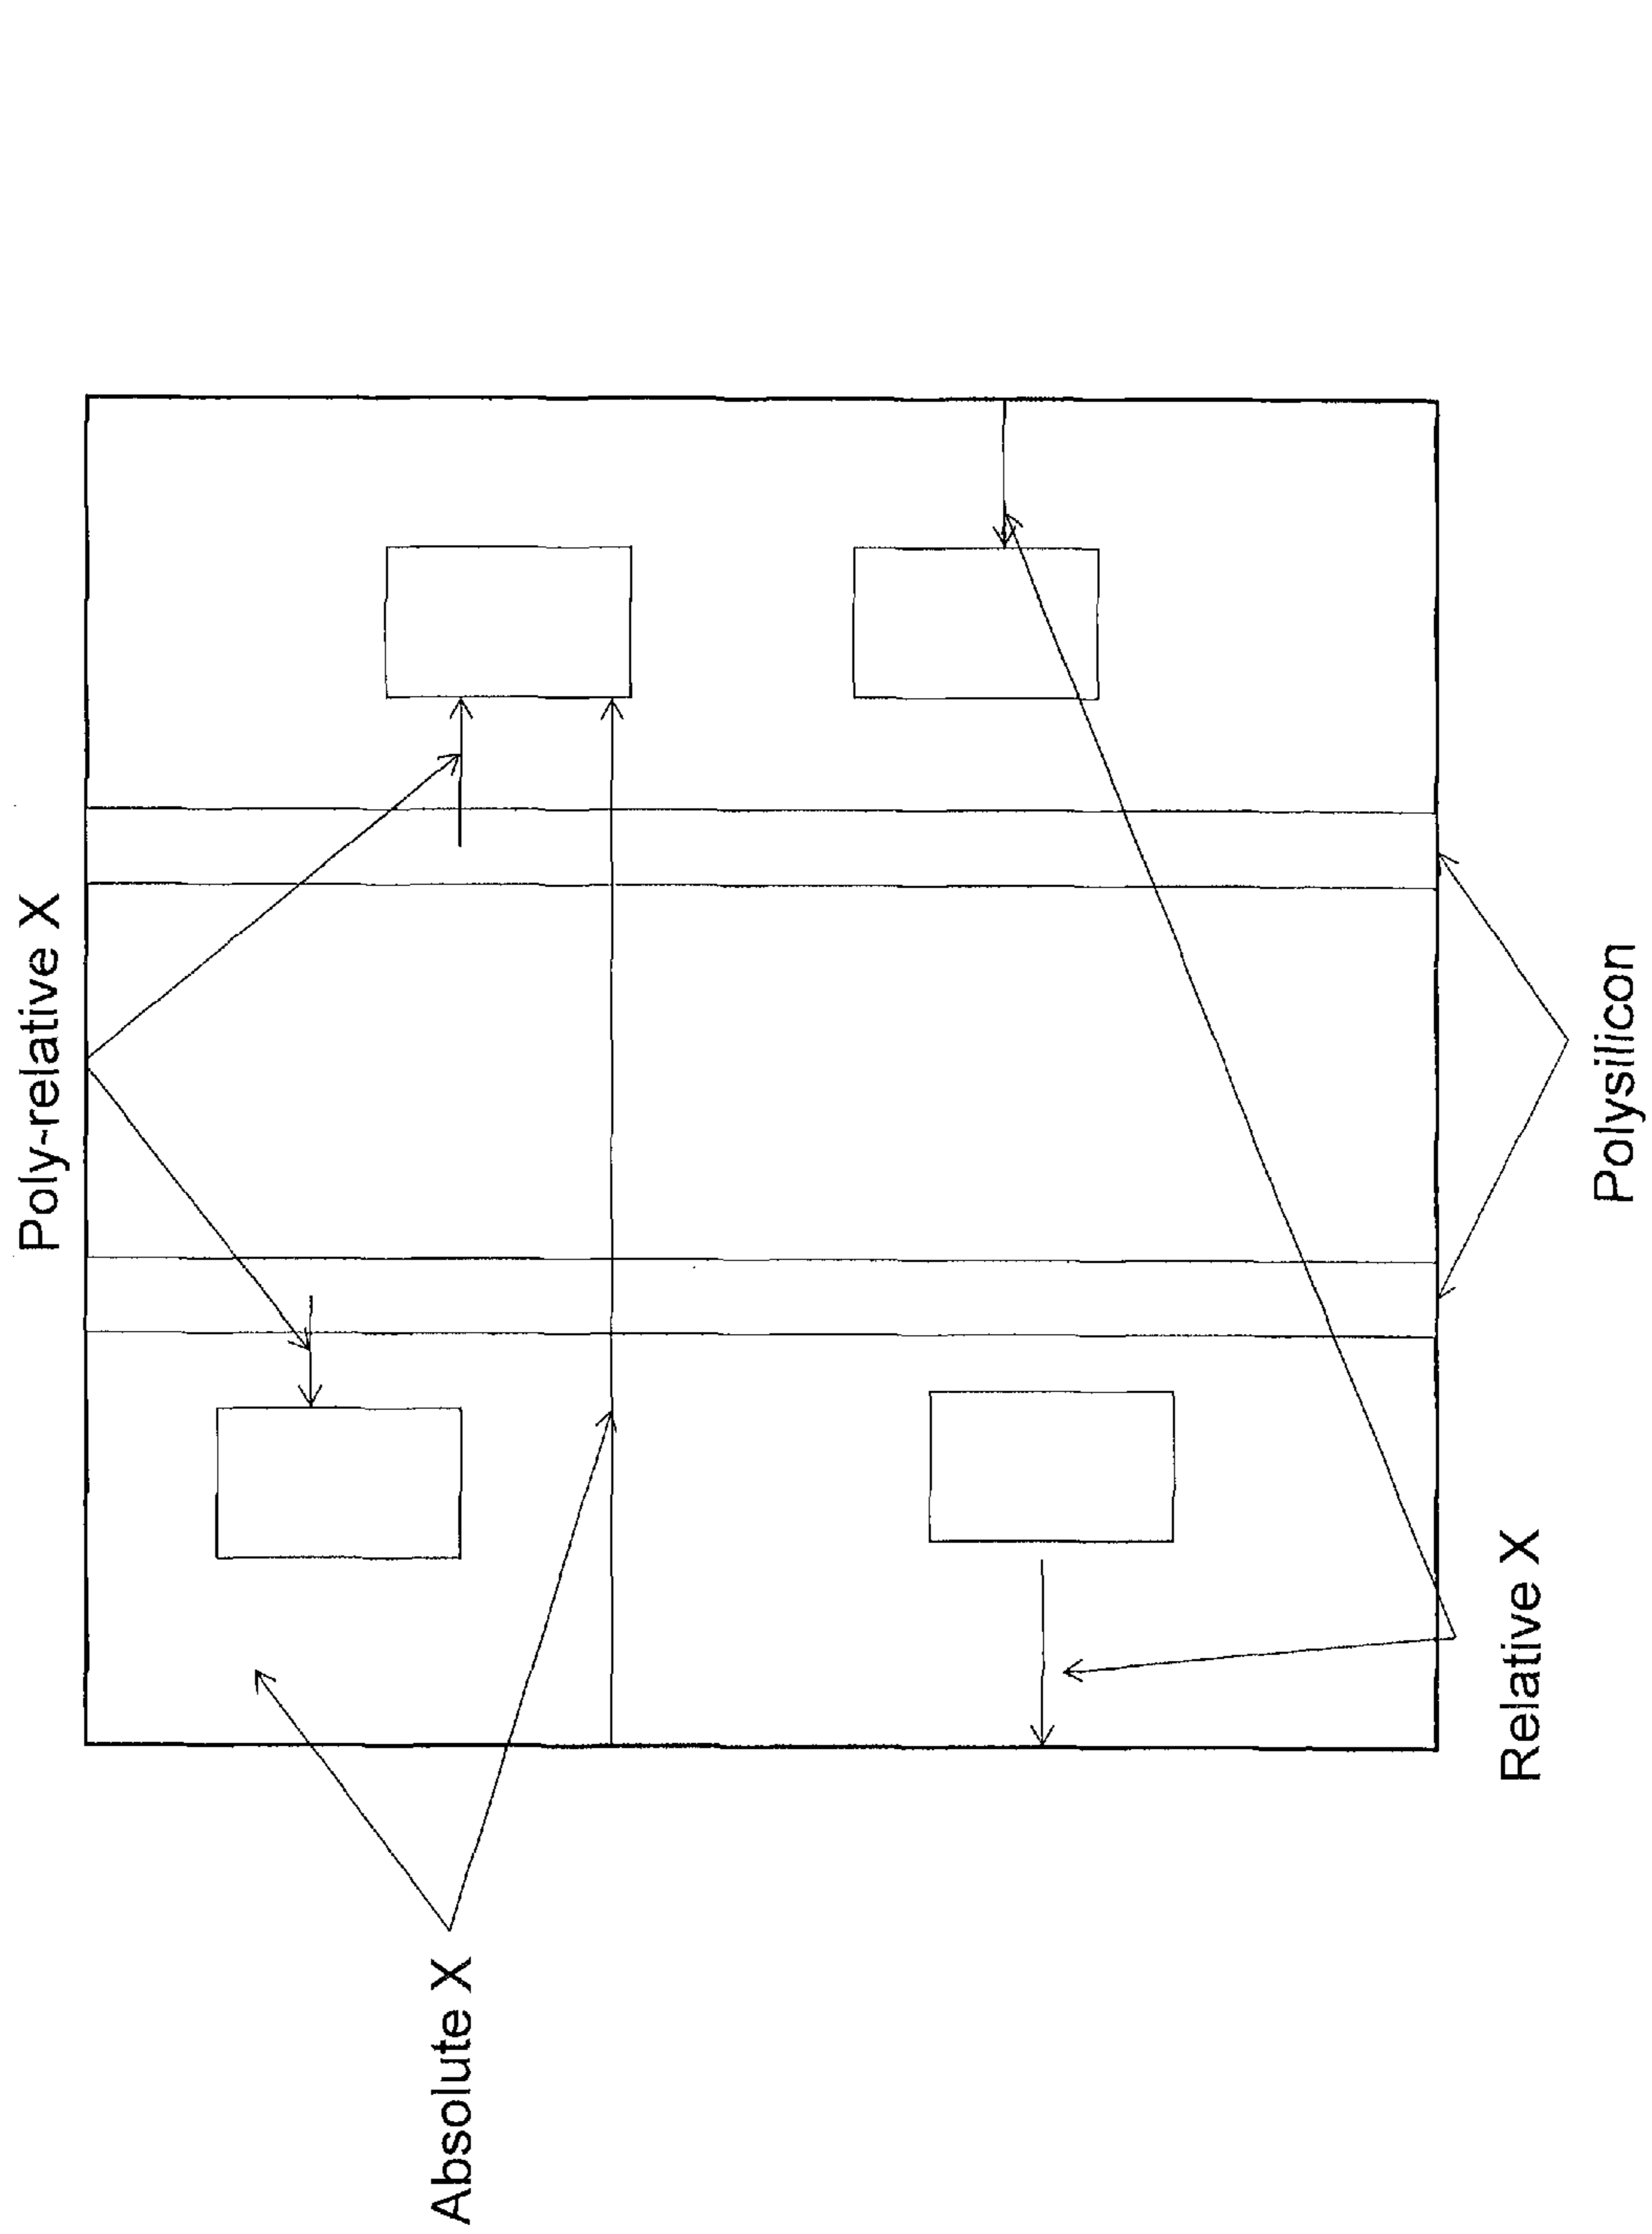 Poly-relative X
Absolute X
Relative X
Polysilicon